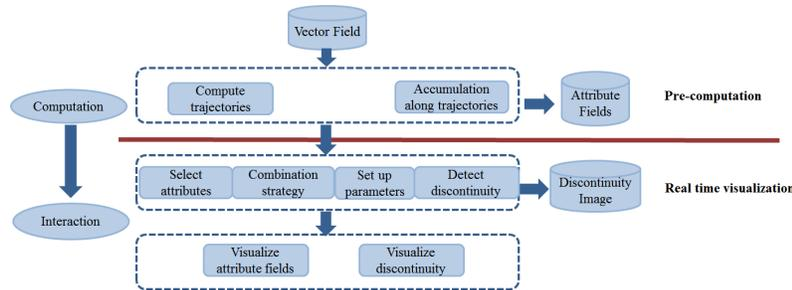 Vector Field
Compute
trajectories
Accumulation
along trajectories
Attribute
Fields
Pre-computation
Computation
Select
attributes
Combination
strategy
Set up
parameters
Detect
discontinuity
Discontinuity
Image
Real time visualization
Interaction
Visualize
attribute fields
Visualize
discontinuity